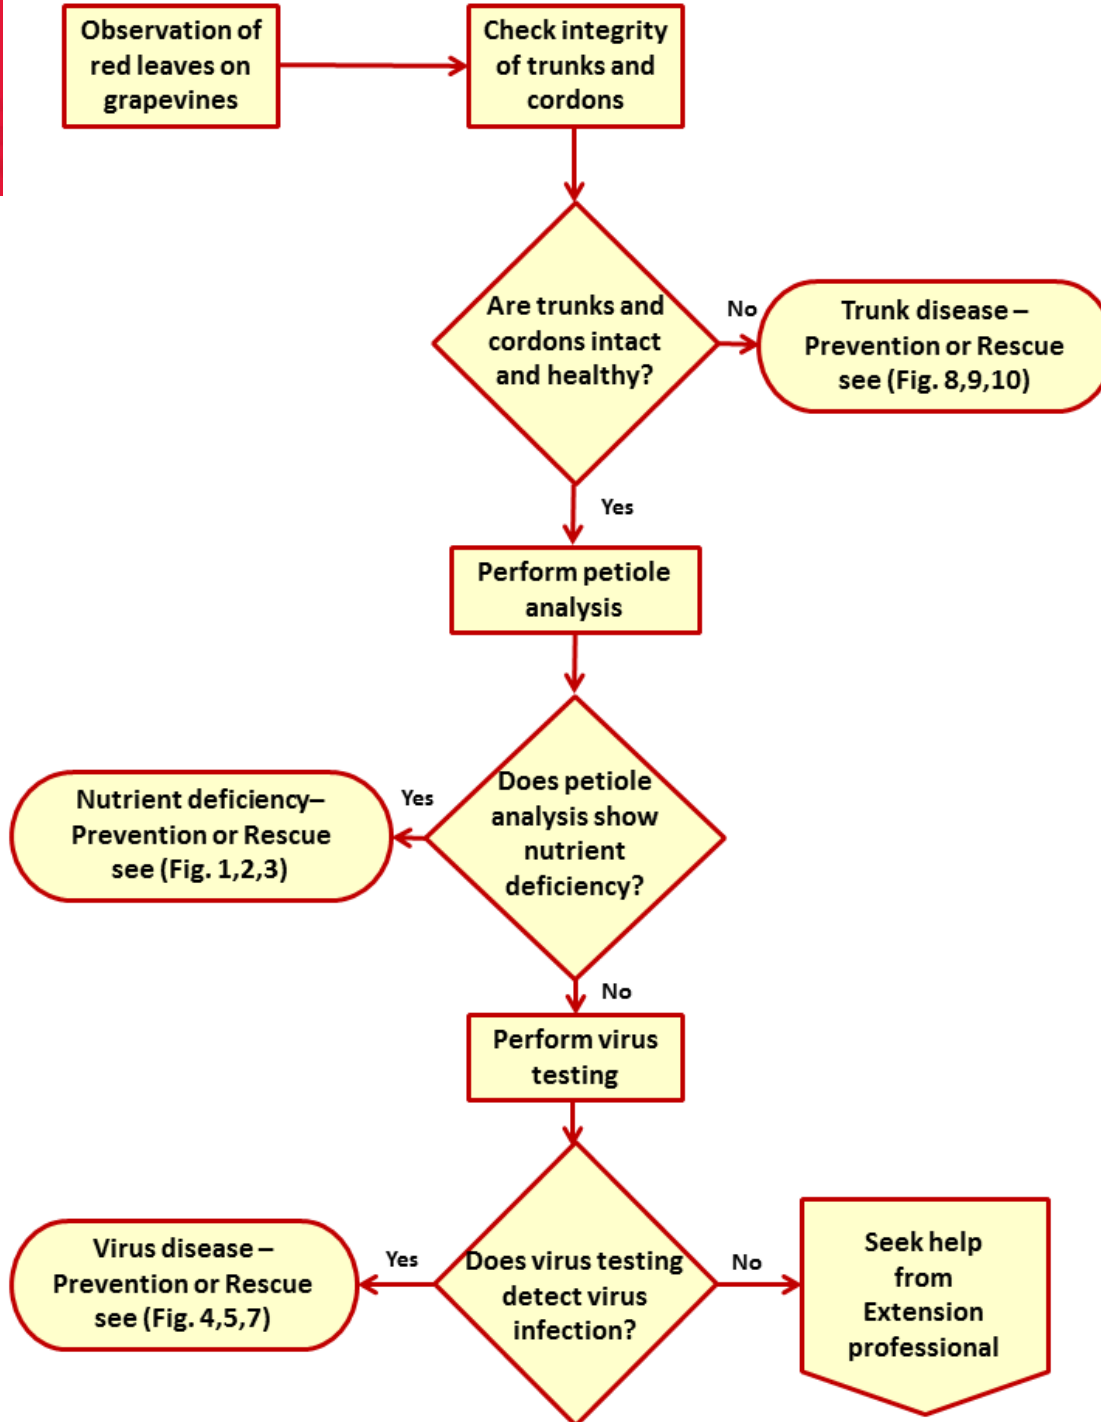 Observation of
red leaves on
grapevines
Check integrity
of trunks and
cordons
Are trunks and
cordons intact
and healthy?
No
Trunk disease –
Prevention or Rescue
see (Fig. 8,9,10)
Yes
Perform petiole
analysis
Does petiole
analysis show
nutrient
deficiency?
Yes
Nutrient deficiency–
Prevention or Rescue
see (Fig. 1,2,3)
No
Perform virus
testing
Does virus testing
detect virus
infection?
Yes
Virus disease –
Prevention or Rescue
see (Fig. 4,5,7)
No
Seek help
from
Extension
professional